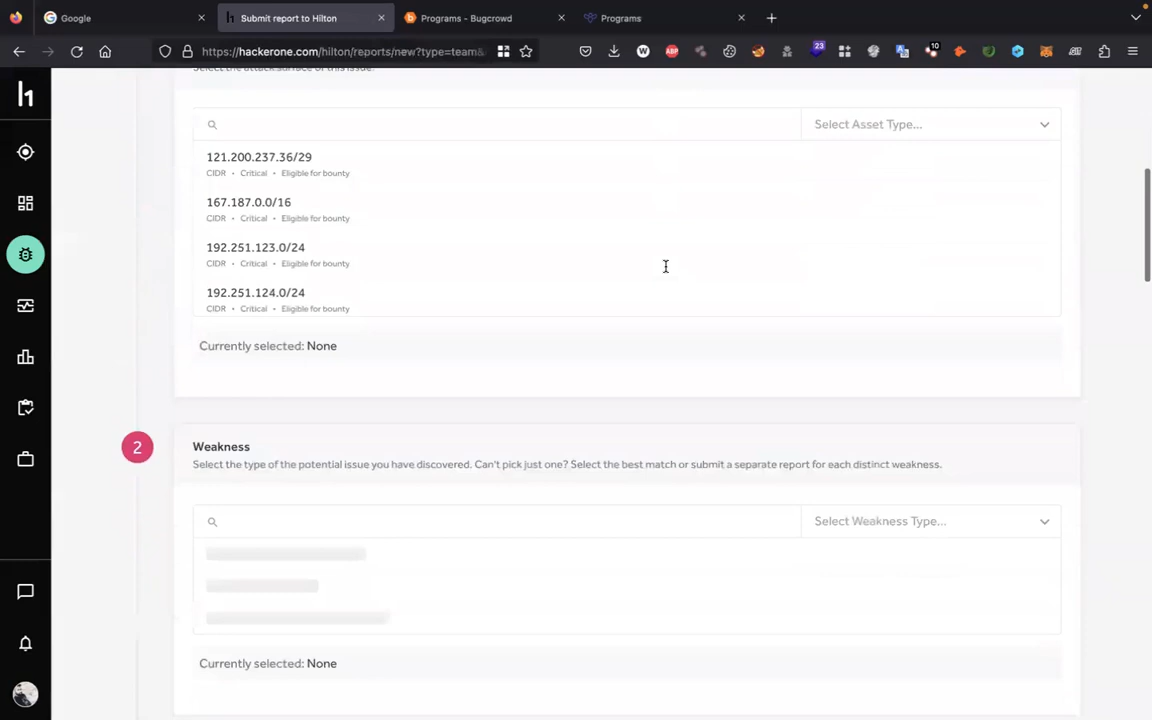 Google
Submit report to Hilton
Programs - Bugcrowd
Programs
https://hackerone.com/hilton/reports/new?type=team&
23
10
Select the attack surface of this issue.
Select Asset Type...
121.200.237.36/29
CIDR • Critical • Eligible for bounty
167.187.0.0/16
CIDR • Critical • Eligible for bounty
192.251.123.0/24
CIDR • Critical • Eligible for bounty
192.251.124.0/24
CIDR • Critical • Eligible for bounty
Currently selected: None
2
Weakness
Select the type of the potential issue you have discovered. Can't pick just one? Select the best match or submit a separate report for each distinct weakness.
Select Weakness Type...
Currently selected: None